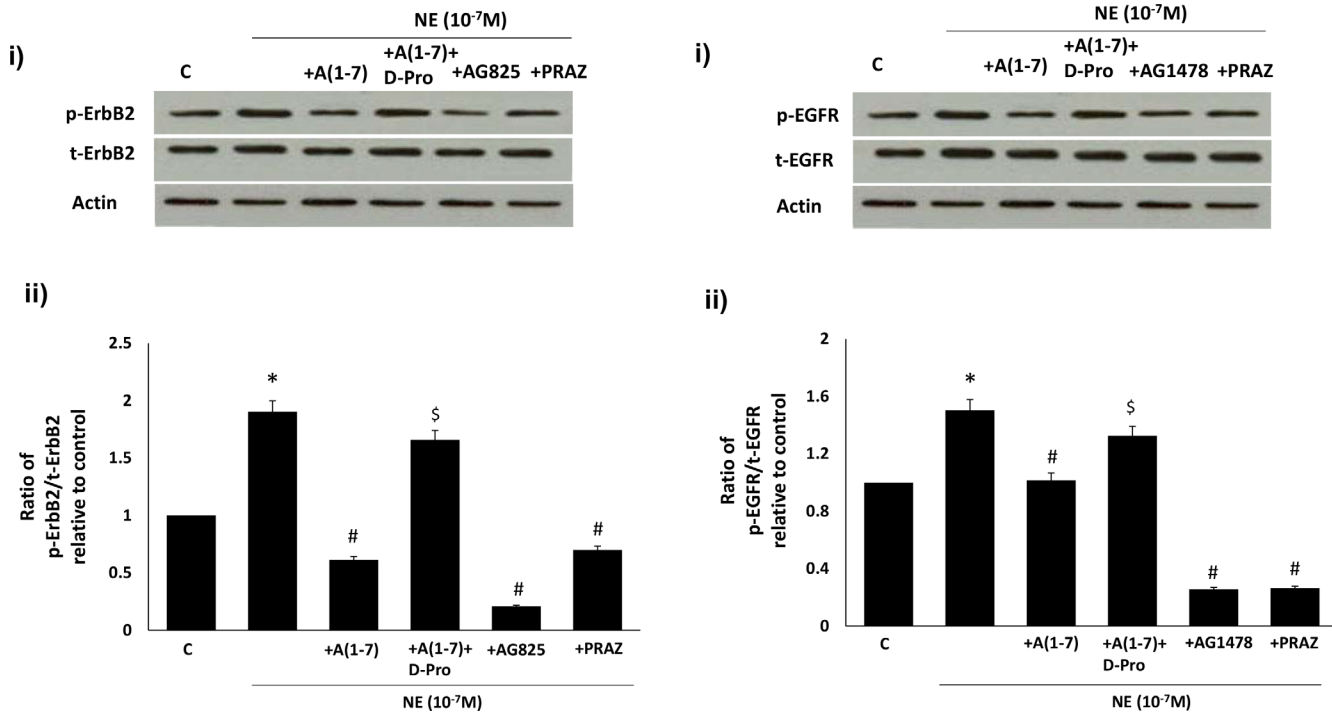 i)
NE (10⁻⁷M)
C
+A(1-7)
+A(1-7)+
D-Pro
+AG825
+PRAZ
p-ErbB2
t-ErbB2
Actin
ii)
Ratio of
p-ErbB2/t-ErbB2
relative to control
2.5
2
1.5
1
0.5
0
*
#
$
#
#
C
+A(1-7)
+A(1-7)+
D-Pro
+AG825
+PRAZ
NE (10⁻⁷M)
i)
NE (10⁻⁷M)
C
+A(1-7)
+A(1-7)+
D-Pro
+AG1478
+PRAZ
p-EGFR
t-EGFR
Actin
ii)
Ratio of
p-EGFR/t-EGFR
relative to control
2
1.6
1.2
0.8
0.4
0
*
#
$
#
#
C
+A(1-7)
+A(1-7)+
D-Pro
+AG1478
+PRAZ
NE (10⁻⁷M)